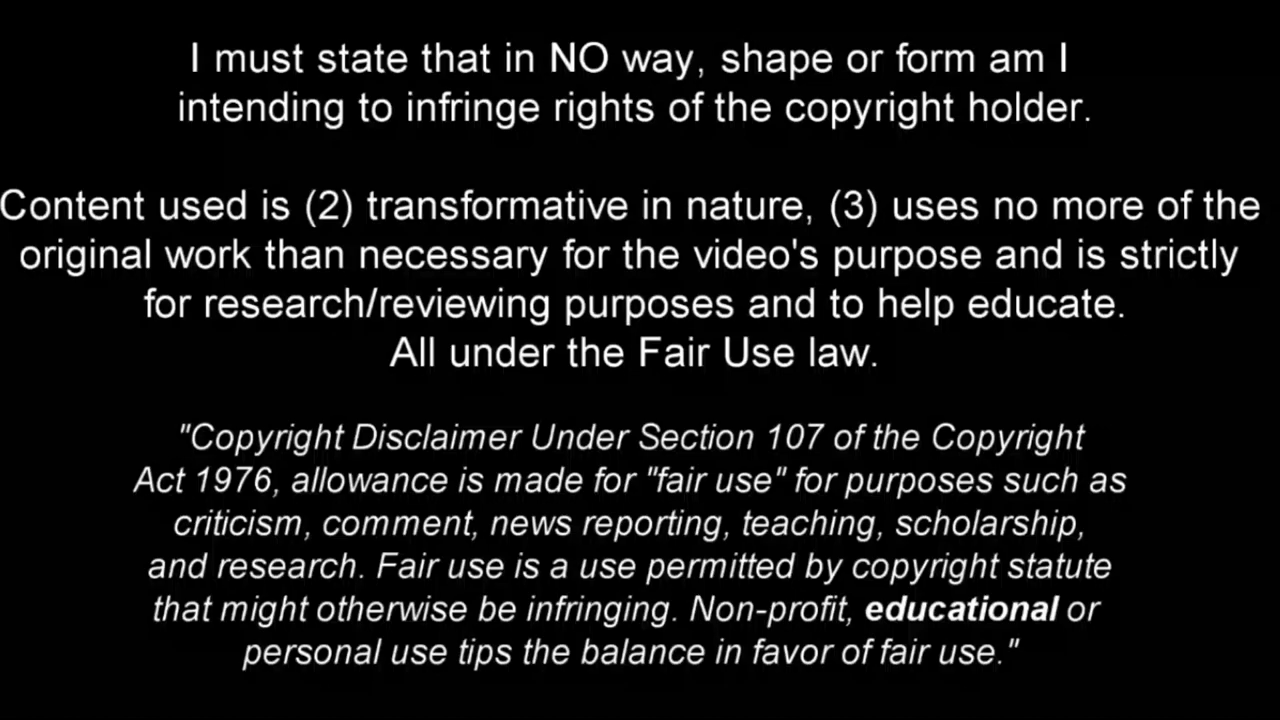 I must state that in NO way, shape or form am I
intending to infringe rights of the copyright holder.
Content used is (2) transformative in nature, (3) uses no more of the
original work than necessary for the video's purpose and is strictly
for research/reviewing purposes and to help educate.
All under the Fair Use law.
"Copyright Disclaimer Under Section 107 of the Copyright
Act 1976, allowance is made for "fair use" for purposes such as
criticism, comment, news reporting, teaching, scholarship,
and research. Fair use is a use permitted by copyright statute
that might otherwise be infringing. Non-profit, educational or
personal use tips the balance in favor of fair use."